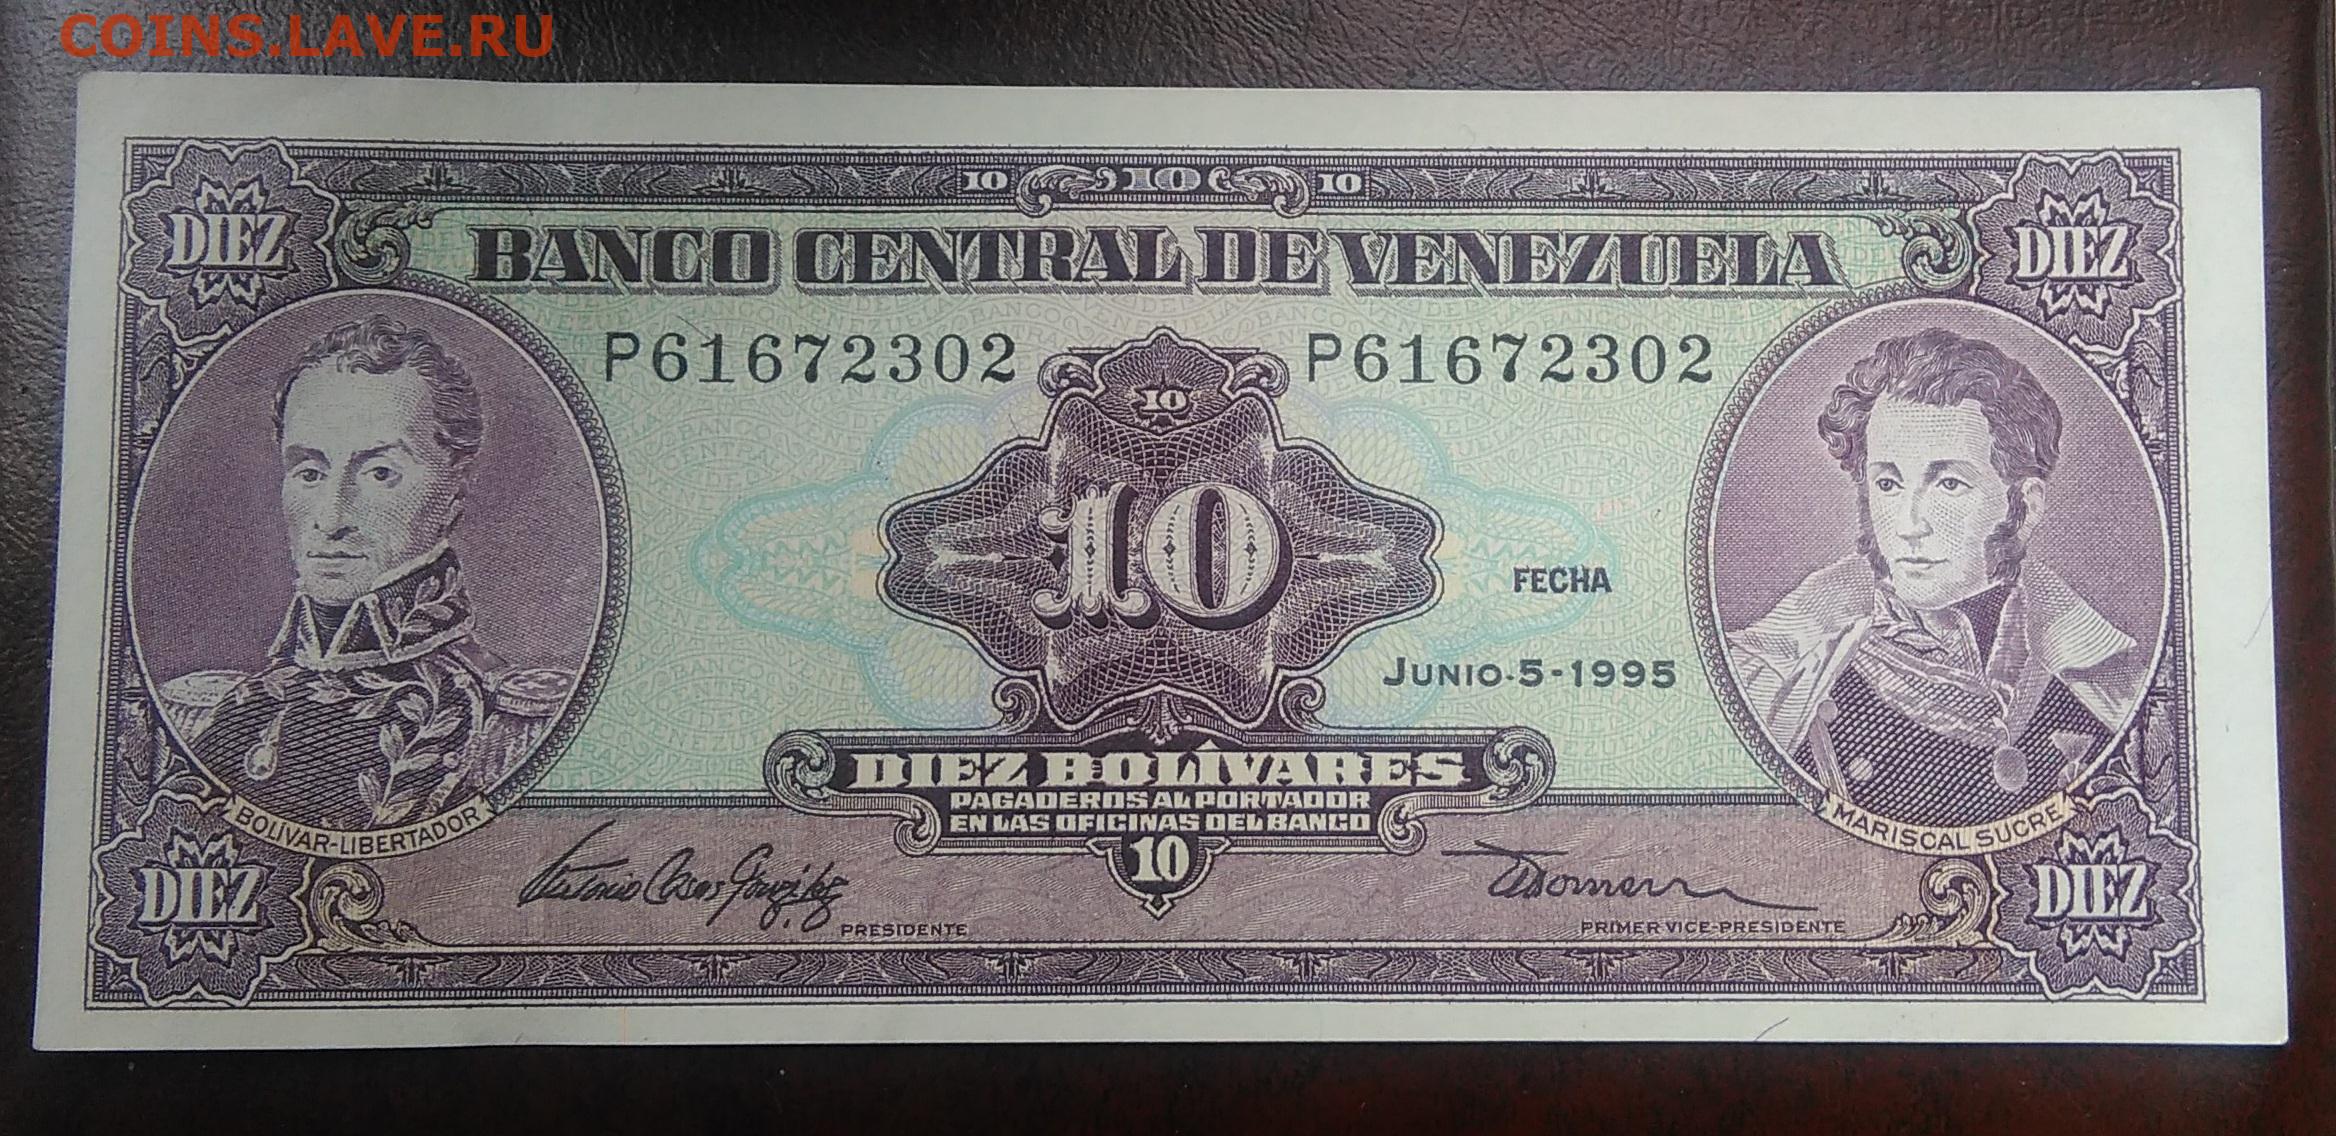 COINS.LAVE.RU
10 10 10
DIEZ DIEZ
BANCO CENTRAL DE VENEZUELA
P61672302 P61672302
10
10
FECHA
JUNIO·5-1995
DIEZ BOLÍVARES
PAGADEROS AL PORTADOR
EN LAS OFICINAS DEL BANCO
BOLÍVAR-LIBERTADOR MARISCAL SUCRE
10
DIEZ DIEZ
PRESIDENTE PRIMER VICE-PRESIDENTE